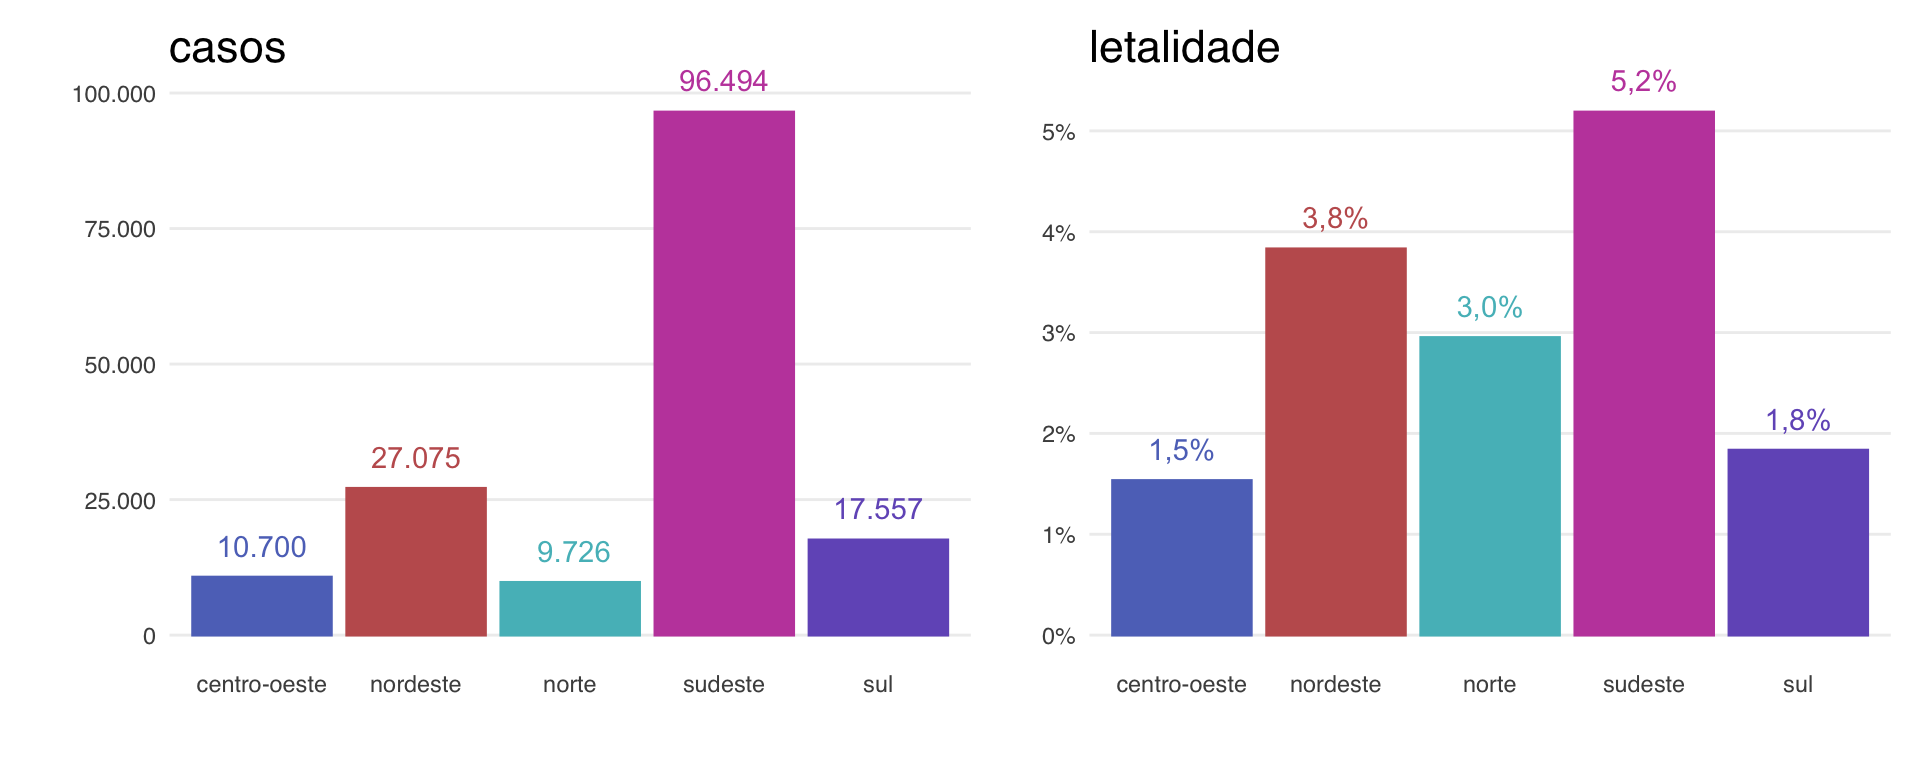 casos
100.000
75.000
50.000
25.000
0
10.700
27.075
9.726
96.494
17.557
centro-oeste
nordeste
norte
sudeste
sul
letalidade
5%
4%
3%
2%
1%
0%
1,5%
3,8%
3,0%
5,2%
1,8%
centro-oeste
nordeste
norte
sudeste
sul